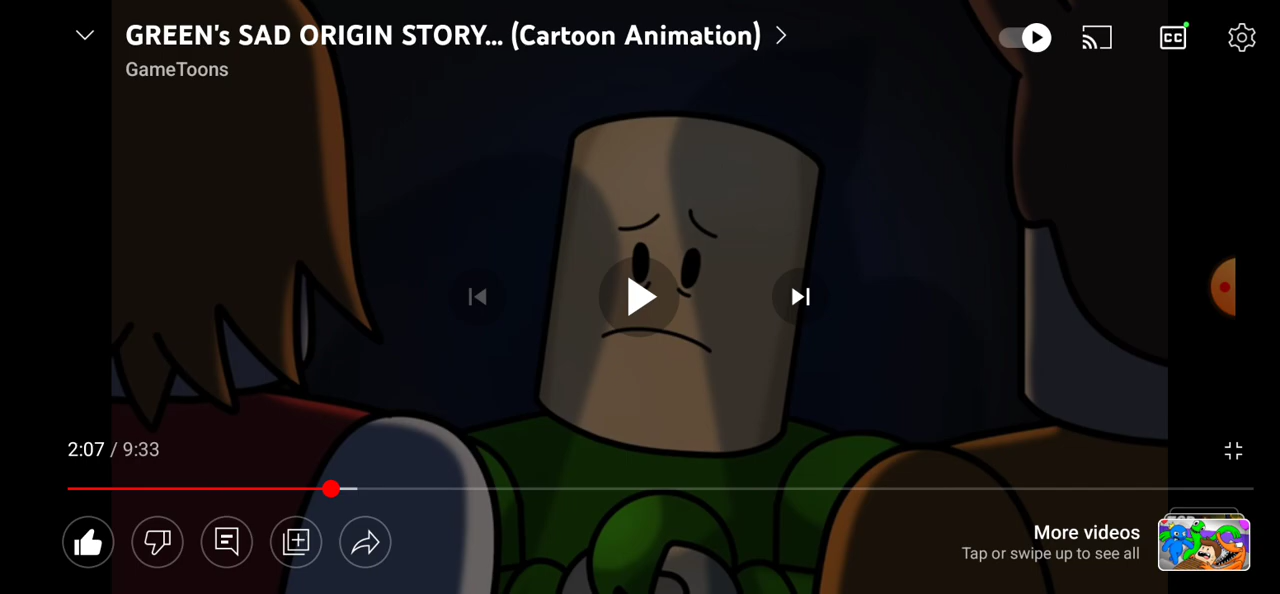 GREEN's SAD ORIGIN STORY... (Cartoon Animation)
GameToons
CC
2:07 / 9:33
More videos
Tap or swipe up to see all